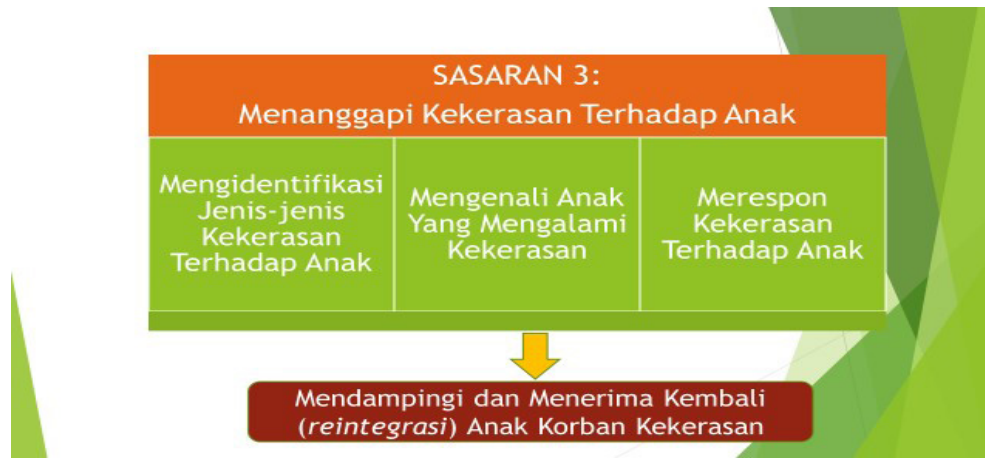 SASARAN 3:
Menanggapi Kekerasan Terhadap Anak
Mengidentifikasi
Jenis-jenis
Kekerasan
Terhadap Anak
Mengenali Anak
Yang Mengalami
Kekerasan
Merespon
Kekerasan
Terhadap Anak
Mendampingi dan Menerima Kembali
(reintegrasi) Anak Korban Kekerasan